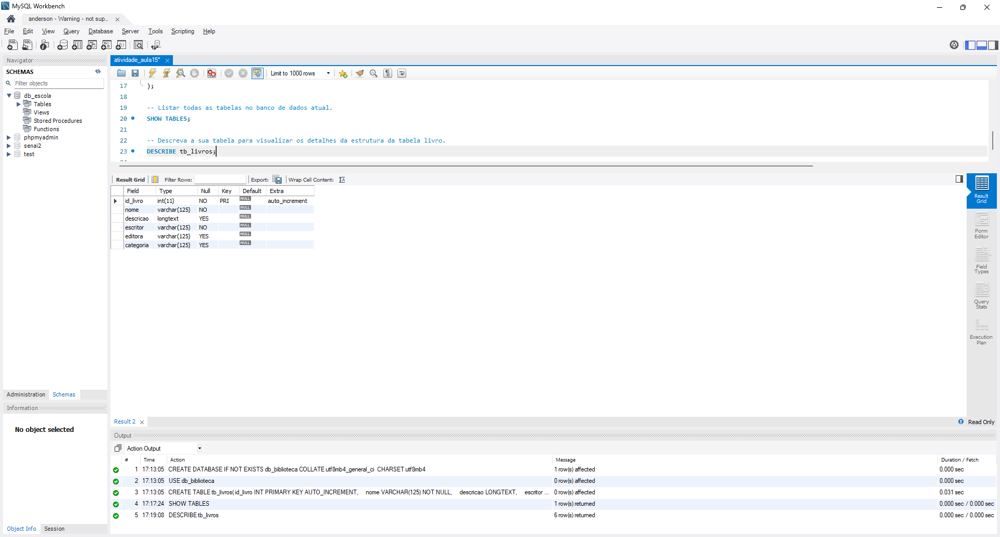 MySQL Workbench
anderson - Warning - not sup...
File Edit View Query Database Server Tools Scripting Help
Navigator
SCHEMAS
Filter objects
db_escola
Tables
Views
Stored Procedures
Functions
phpmyadmin
senai2
test
Administration Schemas
Information
No object selected
Object Info Session
atividade_aula15*
Limit to 1000 rows
17 );
18
19 -- Listar todas as tabelas no banco de dados atual.
20 SHOW TABLES;
21
22 -- Descreva a sua tabela para visualizar os detalhes da estrutura da tabela livro.
23 DESCRIBE tb_livros;
Result Grid Filter Rows: Export: Wrap Cell Content:
Field Type Null Key Default Extra
id_livro int(11) NO PRI NULL auto_increment
nome varchar(125) NO NULL
descricao longtext YES NULL
escritor varchar(125) NO NULL
editora varchar(125) YES NULL
categoria varchar(125) YES NULL
Result Grid
Form Editor
Field Types
Query Stats
Execution Plan
Result 2
Read Only
Output
Action Output
# Time Action Message Duration / Fetch
1 17:13:05 CREATE DATABASE IF NOT EXISTS db_biblioteca COLLATE utf8mb4_general_ci CHARSET utf8mb4 1 row(s) affected 0.000 sec
2 17:13:05 USE db_biblioteca 0 row(s) affected 0.000 sec
3 17:13:05 CREATE TABLE tb_livros( id_livro INT PRIMARY KEY AUTO_INCREMENT, nome VARCHAR(125) NOT NULL, descricao LONGTEXT, escritor ... 0 row(s) affected 0.031 sec
4 17:17:24 SHOW TABLES 1 row(s) returned 0.000 sec / 0.000 sec
5 17:19:08 DESCRIBE tb_livros 6 row(s) returned 0.000 sec / 0.000 sec